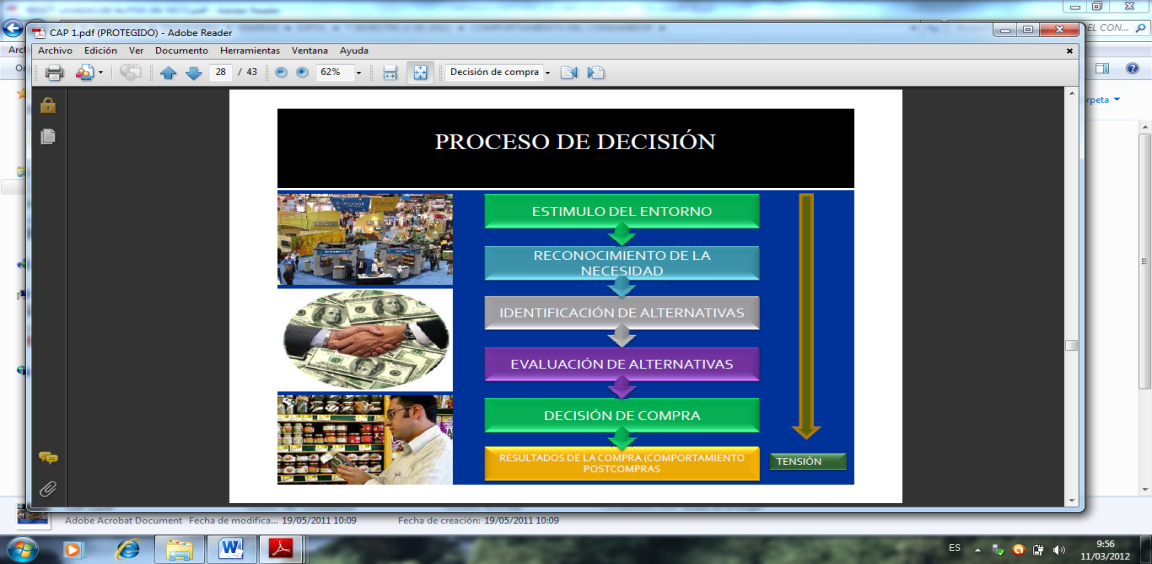 EL CON...
CAP 1.pdf (PROTEGIDO) - Adobe Reader
Archivo Edición Ver Documento Herramientas Ventana Ayuda
28 / 43 62% Decisión de compra
rpeta
PROCESO DE DECISIÓN
ESTIMULO DEL ENTORNO
RECONOCIMIENTO DE LA
NECESIDAD
IDENTIFICACIÓN DE ALTERNATIVAS
EVALUACIÓN DE ALTERNATIVAS
DECISIÓN DE COMPRA
RESULTADOS DE LA COMPRA (COMPORTAMIENTO
POSTCOMPRAS
TENSIÓN
Adobe Acrobat Document Fecha de modifica... 19/05/2011 10:09 Fecha de creación: 19/05/2011 10:09
ES
9:56
11/03/2012